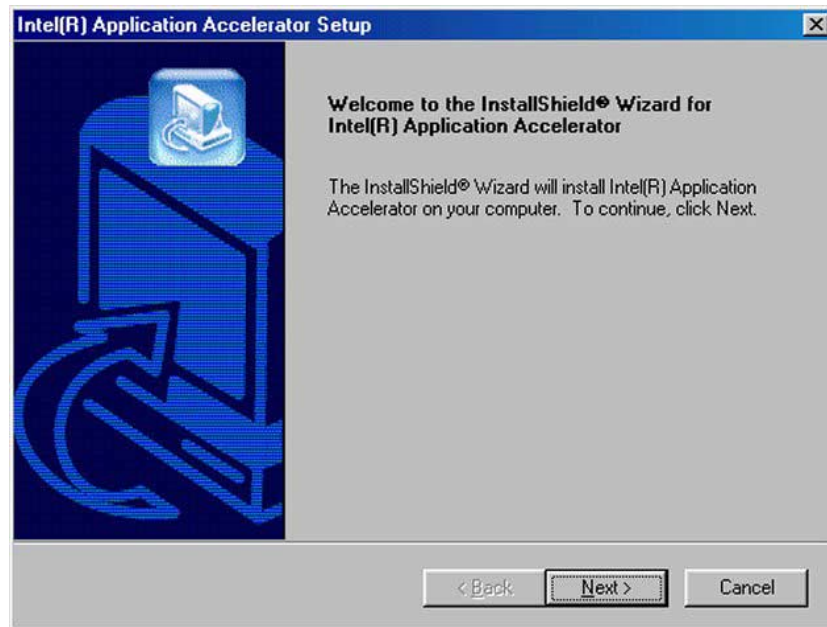 Intel(R) Application Accelerator Setup
Welcome to the InstallShield® Wizard for
Intel(R) Application Accelerator
The InstallShield® Wizard will install Intel(R) Application
Accelerator on your computer.  To continue, click Next.
< Back
Next >
Cancel